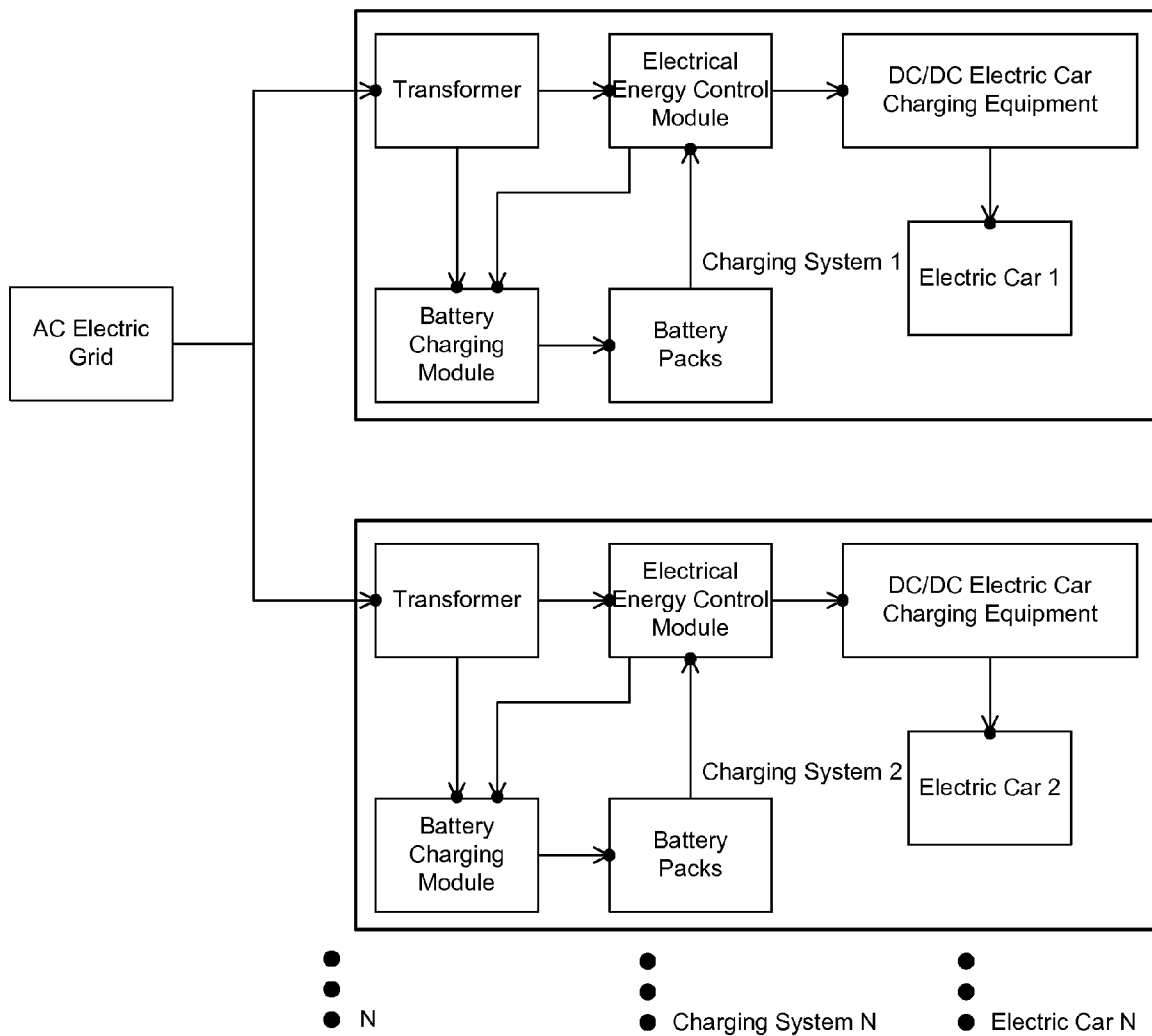 Transformer
Electrical
Energy Control
Module
DC/DC Electric Car
Charging Equipment
Charging System 1
Electric Car 1
AC Electric
Grid
Battery
Charging
Module
Battery
Packs
Transformer
Electrical
Energy Control
Module
DC/DC Electric Car
Charging Equipment
Charging System 2
Electric Car 2
Battery
Charging
Module
Battery
Packs
N
Charging System N
Electric Car N